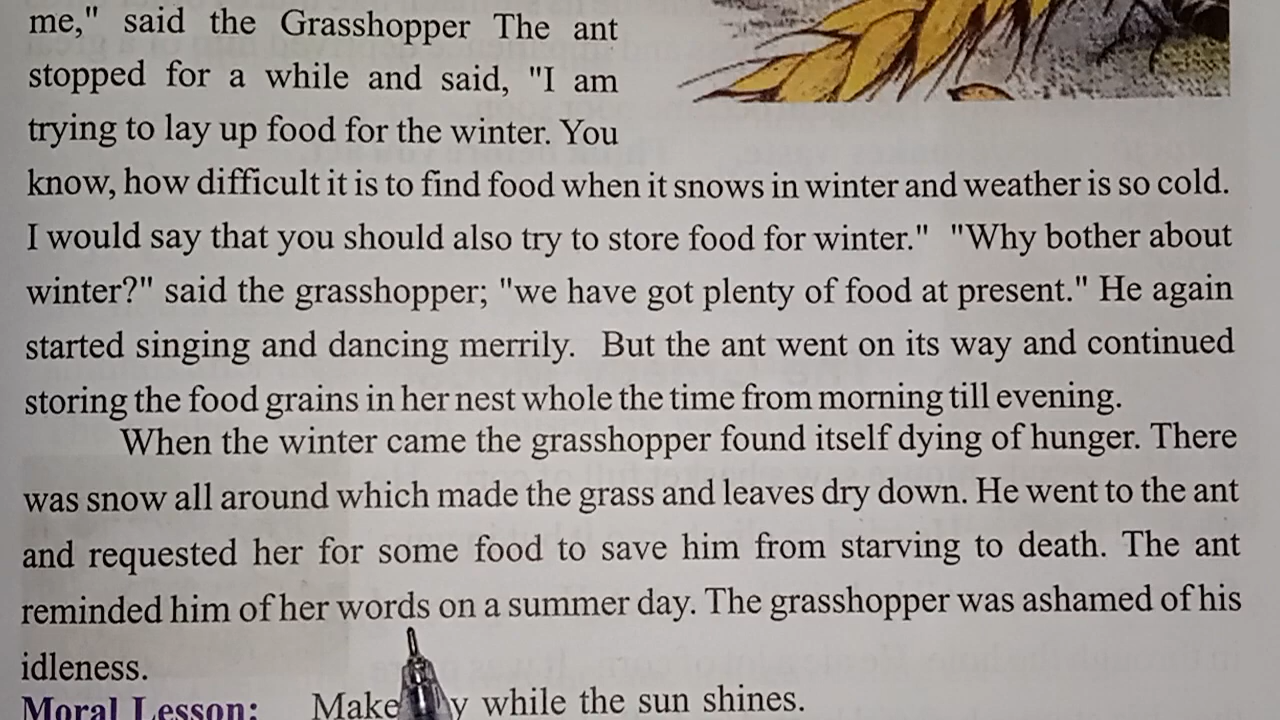 me," said the Grasshopper The ant
stopped for a while and said, "I am
trying to lay up food for the winter. You
know, how difficult it is to find food when it snows in winter and weather is so cold.
I would say that you should also try to store food for winter." "Why bother about
winter?" said the grasshopper; "we have got plenty of food at present." He again
started singing and dancing merrily. But the ant went on its way and continued
storing the food grains in her nest whole the time from morning till evening.
When the winter came the grasshopper found itself dying of hunger. There
was snow all around which made the grass and leaves dry down. He went to the ant
and requested her for some food to save him from starving to death. The ant
reminded him of her words on a summer day. The grasshopper was ashamed of his
idleness.
Moral Lesson: Make while the sun shines.